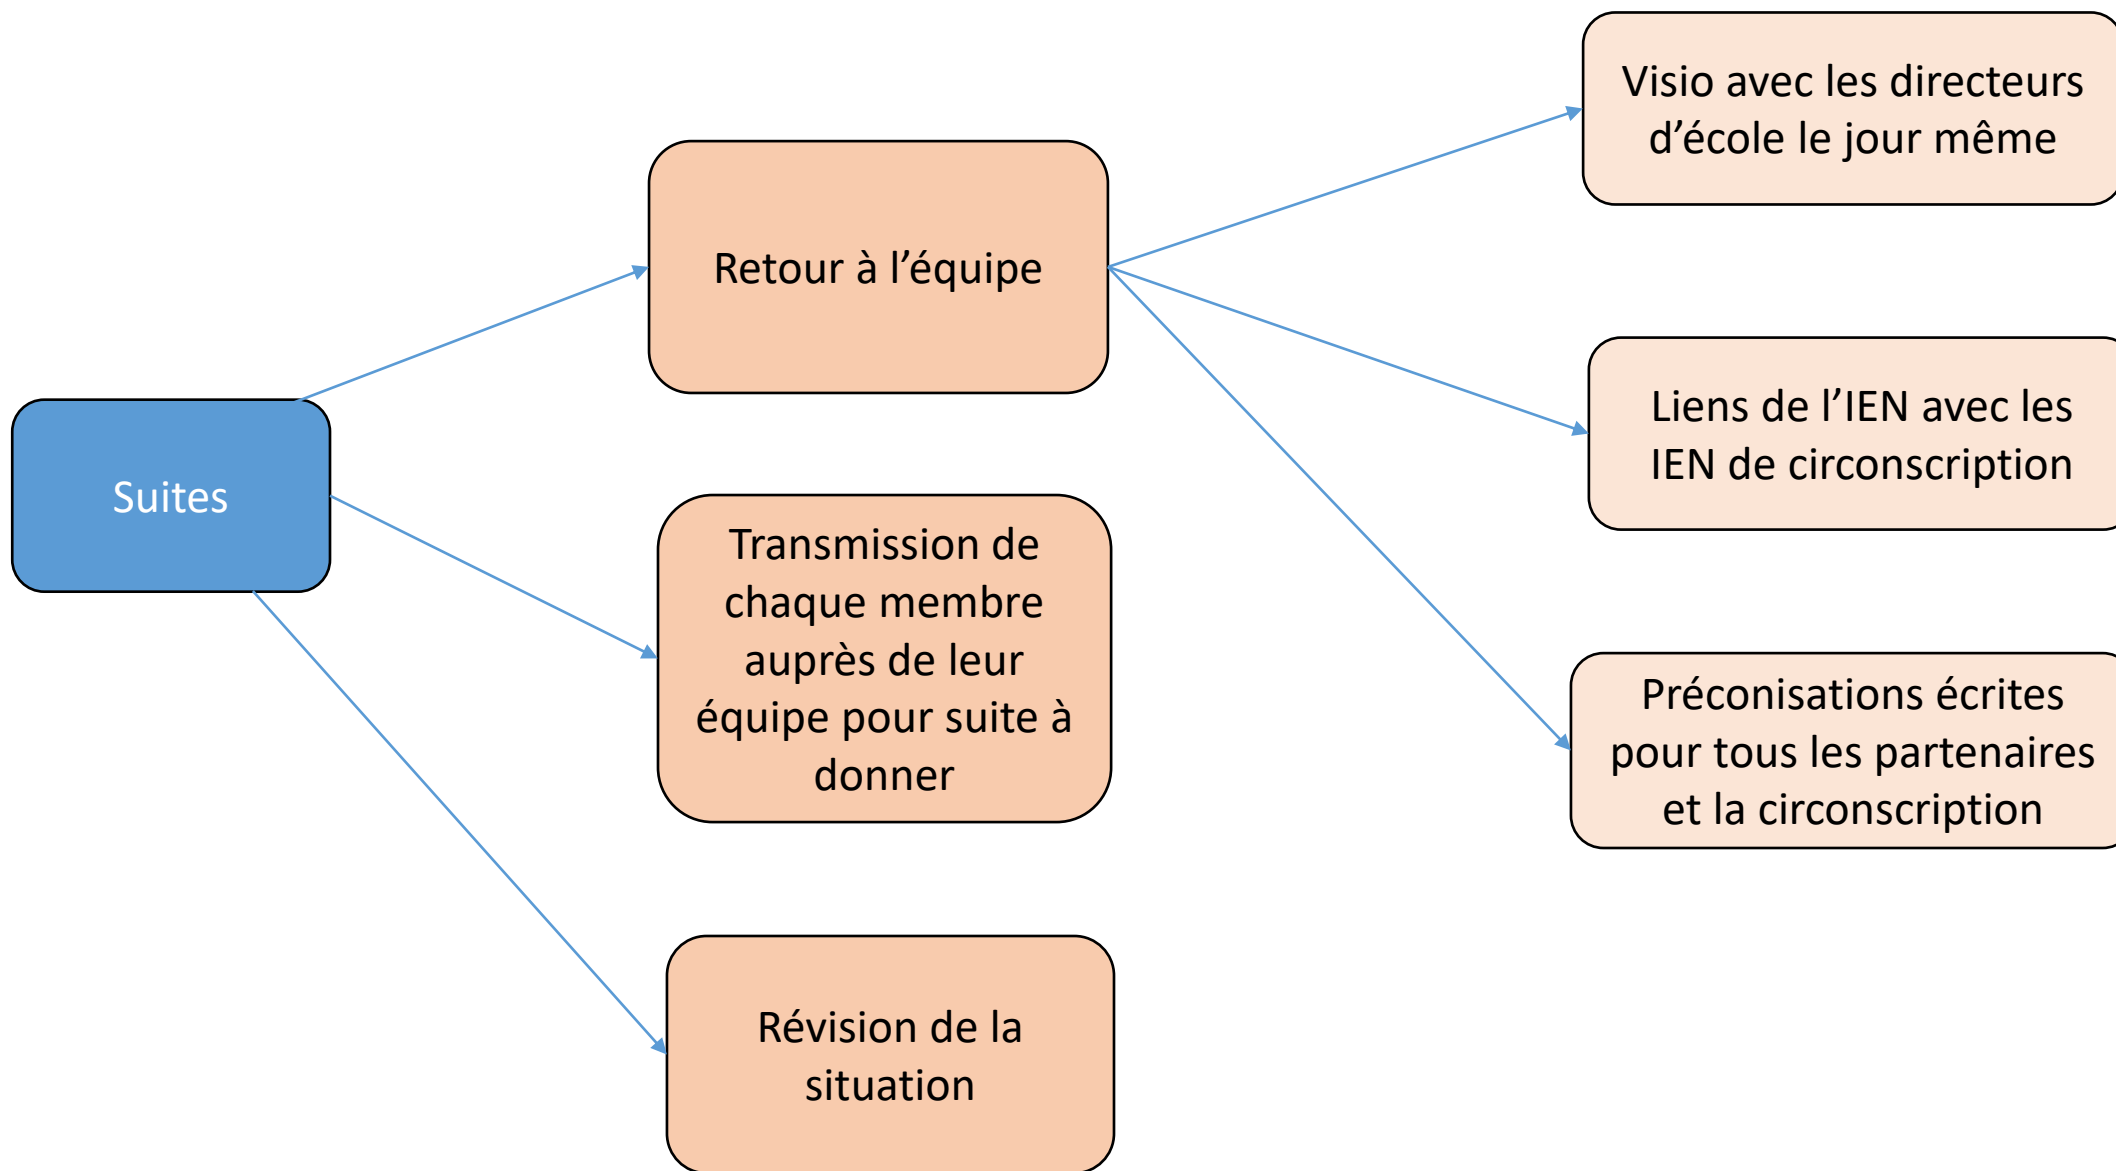 Suites
Retour à l’équipe
Transmission de
chaque membre
auprès de leur
équipe pour suite à
donner
Révision de la
situation
Visio avec les directeurs
d’école le jour même
Liens de l’IEN avec les
IEN de circonscription
Préconisations écrites
pour tous les partenaires
et la circonscription